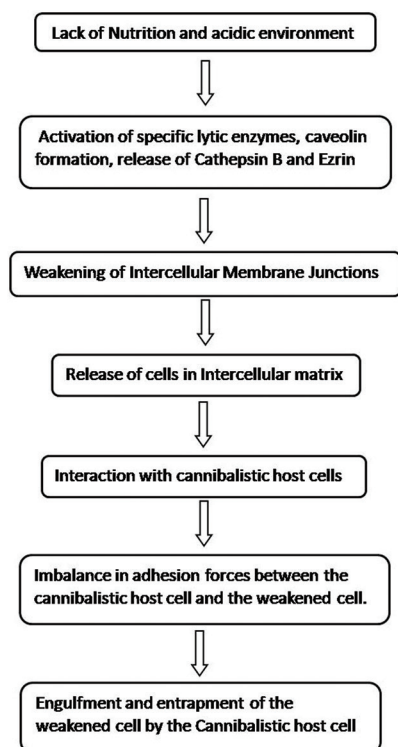 Lack of Nutrition and acidic environment
Activation of specific lytic enzymes, caveolin
formation, release of Cathepsin B and Ezrin
Weakening of Intercellular Membrane Junctions
Release of cells in Intercellular matrix
Interaction with cannibalistic host cells
Imbalance in adhesion forces between the
cannibalistic host cell and the weakened cell.
Engulfment and entrapment of the
weakened cell by the Cannibalistic host cell